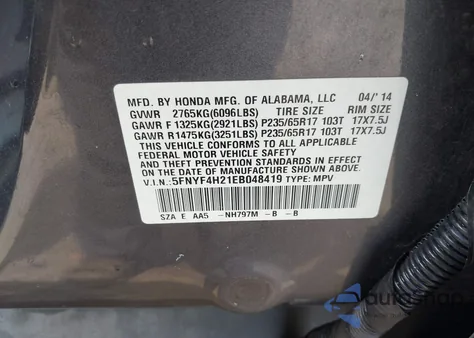 MFD. BY HONDA MFG. OF ALABAMA, LLC 04/' 14
GVWR 2765KG(6096LBS) TIRE SIZE RIM SIZE
GAWR F 1325KG(2921LBS) P235/65R17 103T 17X7.5J
GAWR R1475KG(3251LBS) P235/65R17 103T 17X7.5J
THIS VEHICLE CONFORMS TO ALL APPLICABLE
FEDERAL MOTOR VEHICLE SAFETY, BUMPER,
AND THEFT PREVENTION STANDARDS IN EFFECT
ON THE DATE OF MANUFACTURE SHOWN ABOVE.
V.I.N.: 5FNYF4H21EB048419 TYPE: MPV
SZA E AA5 -NH797M -B -B